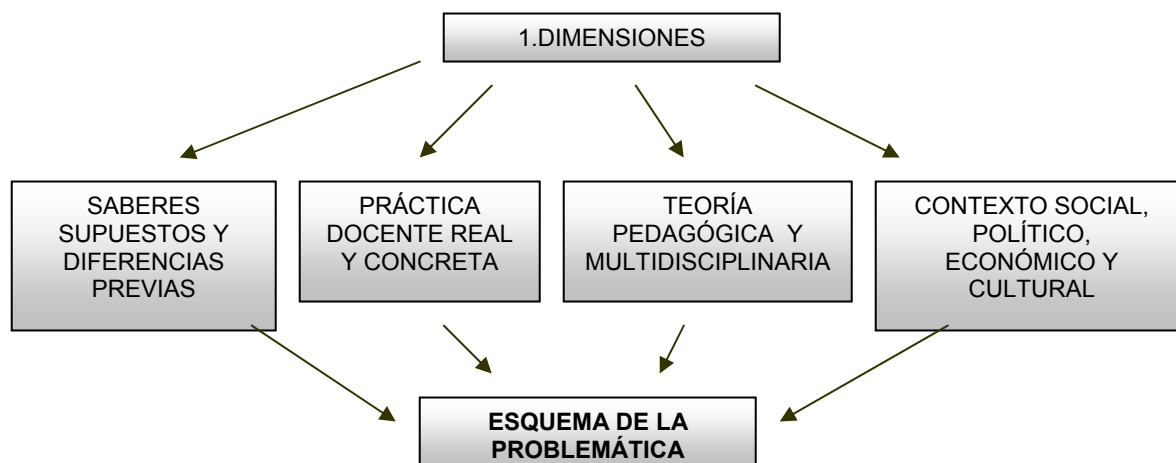 1.DIMENSIONES
SABERES
SUPUESTOS Y
DIFERENCIAS
PREVIAS
PRÁCTICA
DOCENTE REAL
Y CONCRETA
TEORÍA
PEDAGÓGICA Y
MULTIDISCIPLINARIA
CONTEXTO SOCIAL,
POLÍTICO,
ECONÓMICO Y
CULTURAL
ESQUEMA DE LA
PROBLEMÁTICA